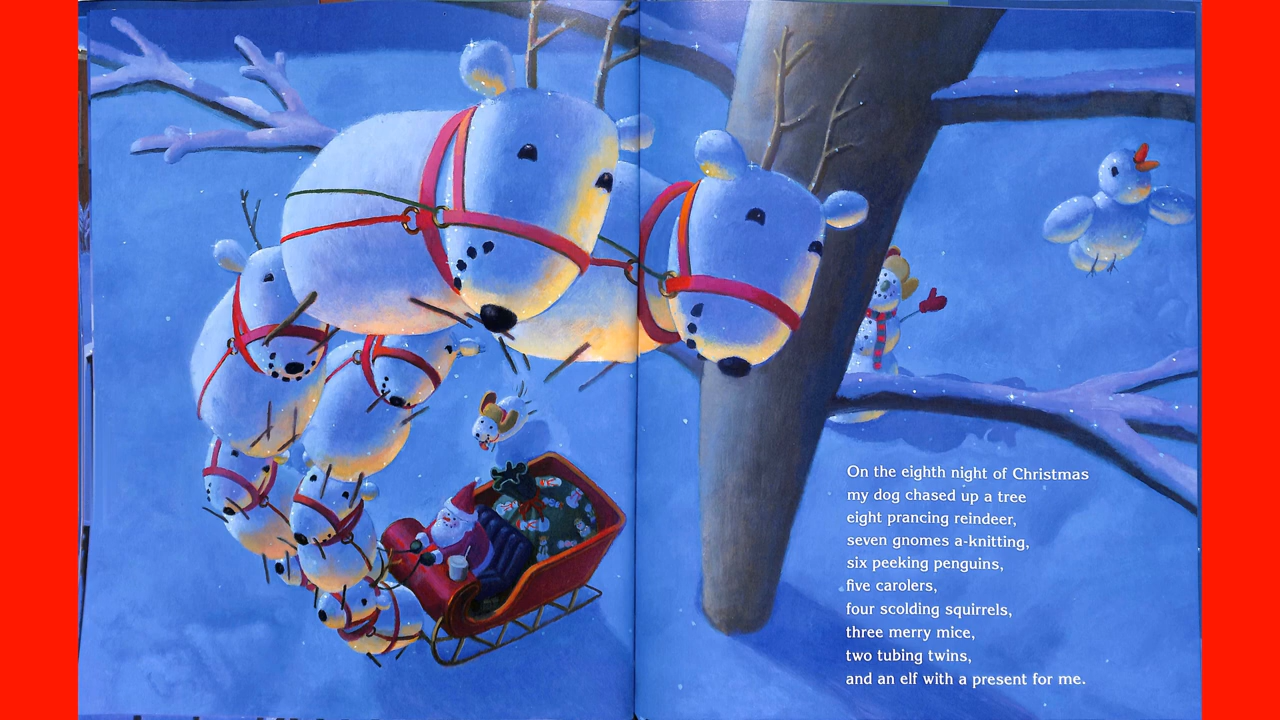 On the eighth night of Christmas
my dog chased up a tree
eight prancing reindeer,
seven gnomes a-knitting,
six peeking penguins,
five carolers,
four scolding squirrels,
three merry mice,
two tubing twins,
and an elf with a present for me.